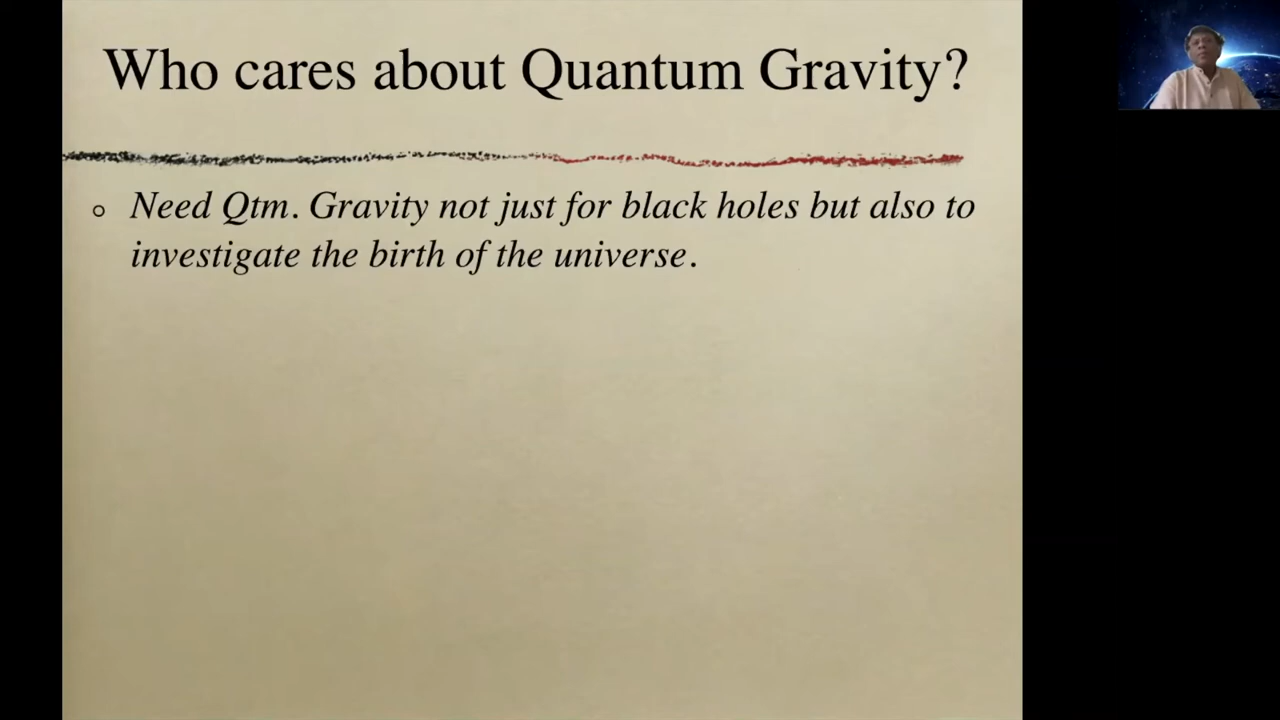 Who cares about Quantum Gravity?
Need Qtm. Gravity not just for black holes but also to
investigate the birth of the universe.